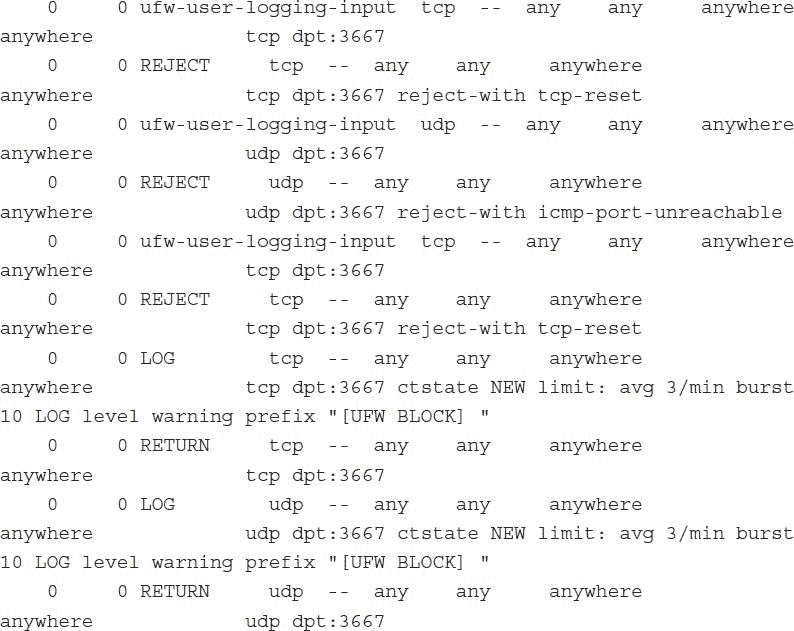 0 0 ufw-user-logging-input tcp -- any any anywhere
anywhere tcp dpt:3667
0 0 REJECT tcp -- any any anywhere
anywhere tcp dpt:3667 reject-with tcp-reset
0 0 ufw-user-logging-input udp -- any any anywhere
anywhere udp dpt:3667
0 0 REJECT udp -- any any anywhere
anywhere udp dpt:3667 reject-with icmp-port-unreachable
0 0 ufw-user-logging-input tcp -- any any anywhere
anywhere tcp dpt:3667
0 0 REJECT tcp -- any any anywhere
anywhere tcp dpt:3667 reject-with tcp-reset
0 0 LOG tcp -- any any anywhere
anywhere tcp dpt:3667 ctstate NEW limit: avg 3/min burst
10 LOG level warning prefix "[UFW BLOCK] "
0 0 RETURN tcp -- any any anywhere
anywhere tcp dpt:3667
0 0 LOG udp -- any any anywhere
anywhere udp dpt:3667 ctstate NEW limit: avg 3/min burst
10 LOG level warning prefix "[UFW BLOCK] "
0 0 RETURN udp -- any any anywhere
anywhere udp dpt:3667